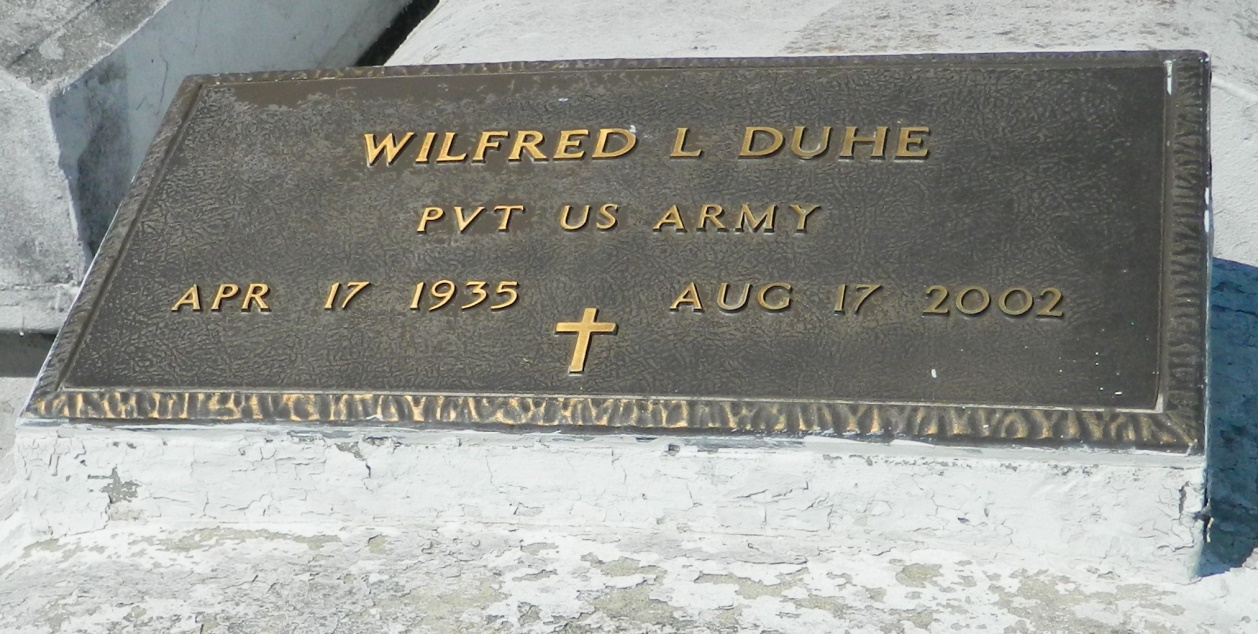 WILFRED L DUHE
PVT US ARMY
APR 17 1935 AUG 17 2002